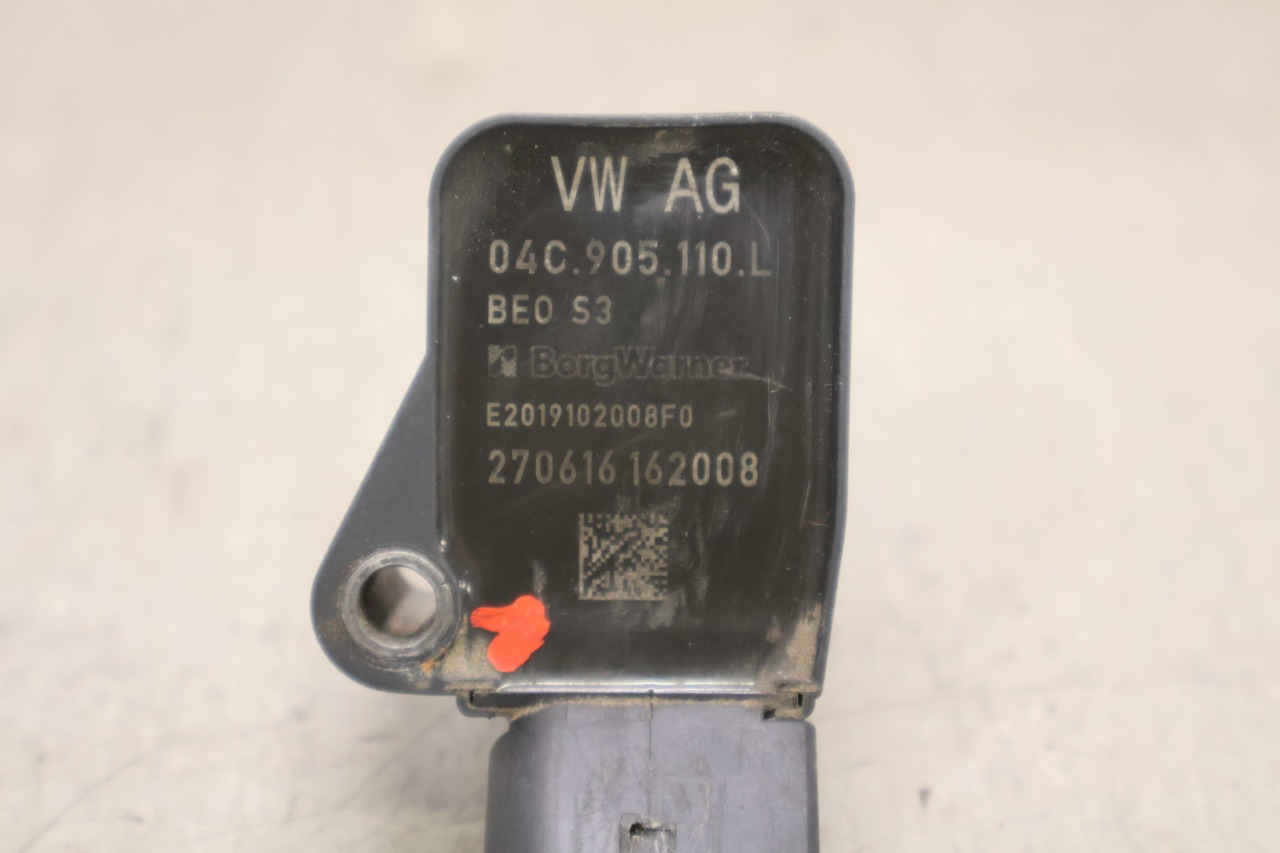 VW AG
04C.905.110.L
BEO S3
BorgWarner
E2019102008F0
270616 162008